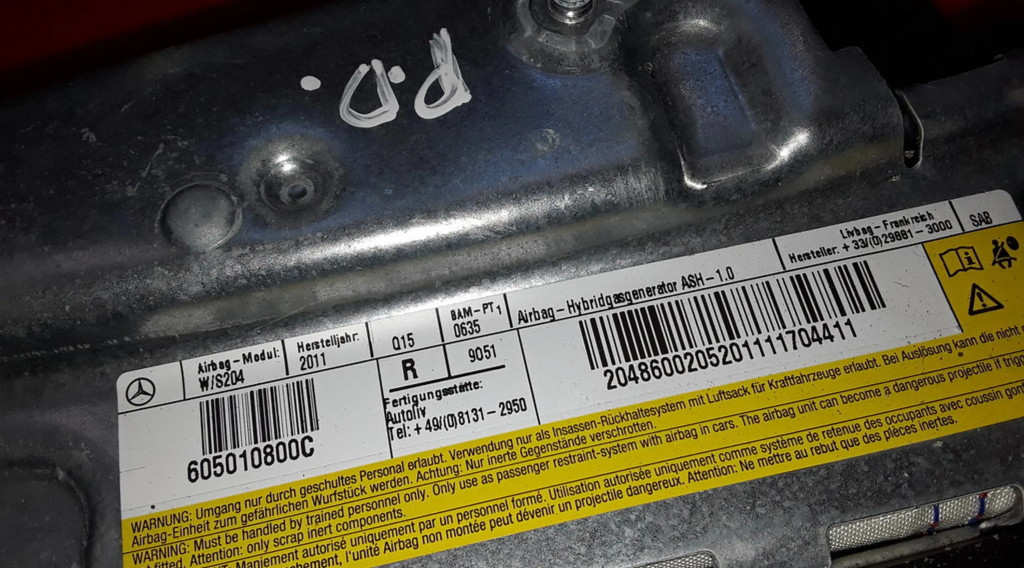 P.D.
Airbag-Modul:
W/S204
Herstelljahr:
2011
Q15
BAM-PT1
0635
Airbag-Hybridgasgenerator ASH-1.0
Livbag-Frankreich
Hersteller: +33/(0)29881-3000
SAB
R
9051
Fertigungsstätte:
Autoliv
Tel: +49/(0)8131-2950
605010800C
2048600205201111704411
WARNUNG: Umgang nur durch geschultes Personal erlaubt. Verwendung nur als Insassen-Rückhaltesystem mit Luftsack für Kraftfahrzeuge erlaubt. Bei Auslösung kann die nicht
Airbag-Einheit zum gefährlichen Wurfstück werden. Achtung: Nur inerte Gegenstände verschrotten.
WARNING: Must be handled by trained personnel only. Only use as passenger restraint-system with airbag in cars. The airbag unit can become a dangerous projectile if
fitted. Attention: only scrap inert components.
Maniement autorisé uniquement par un personnel formé. Utilisation autorisée uniquement comme système de retenue des occupants avec coussin
l'unité Airbag non montée peut dévenir un projectile dangereux. Attention: Ne mettre au rebut que des pièces inertes.